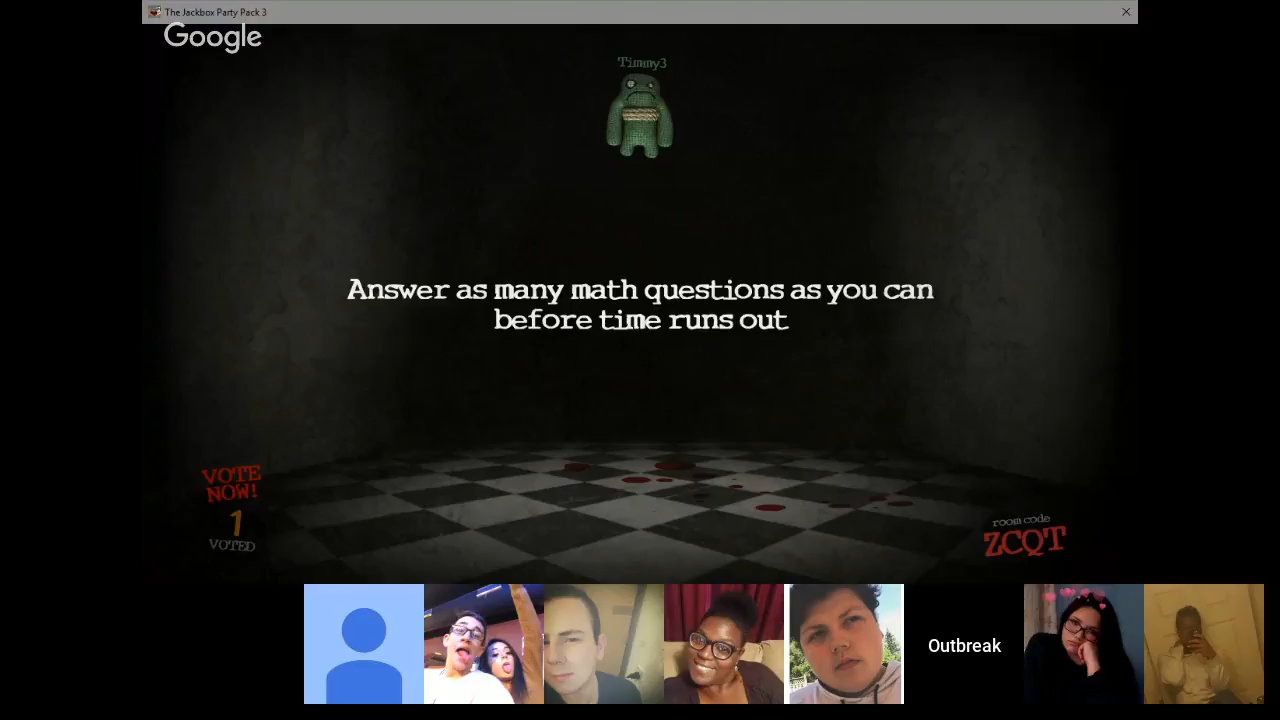 The Jackbox Party Pack 3
Google
Timmy3
Answer as many math questions as you can
before time runs out
VOTE
NOW!
1
VOTED
room code
ZCQT
Outbreak